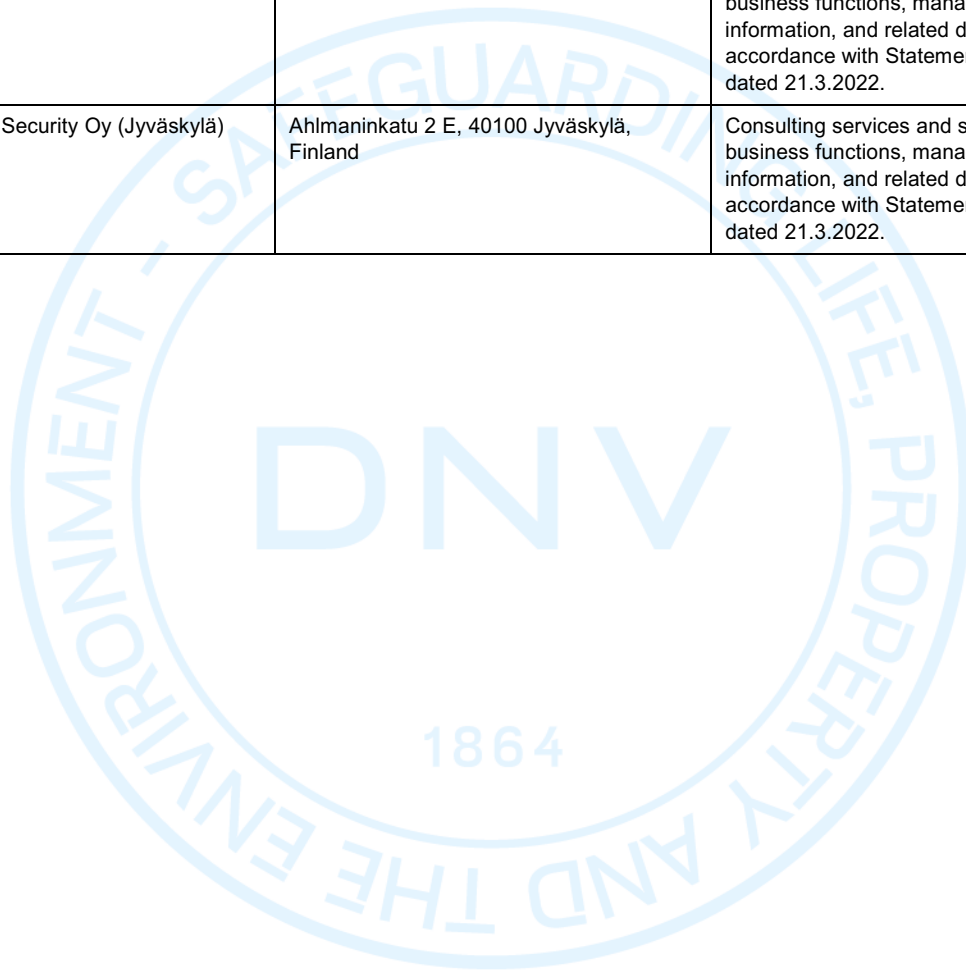 business functions, mana
information, and related d
accordance with Stateme
dated 21.3.2022.
Security Oy (Jyväskylä)
Ahlmaninkatu 2 E, 40100 Jyväskylä,
Finland
Consulting services and s
business functions, mana
information, and related d
accordance with Stateme
dated 21.3.2022.
SAFEGUARDING LIFE, PROPERTY AND THE ENVIRONMENT -
DNV
1864